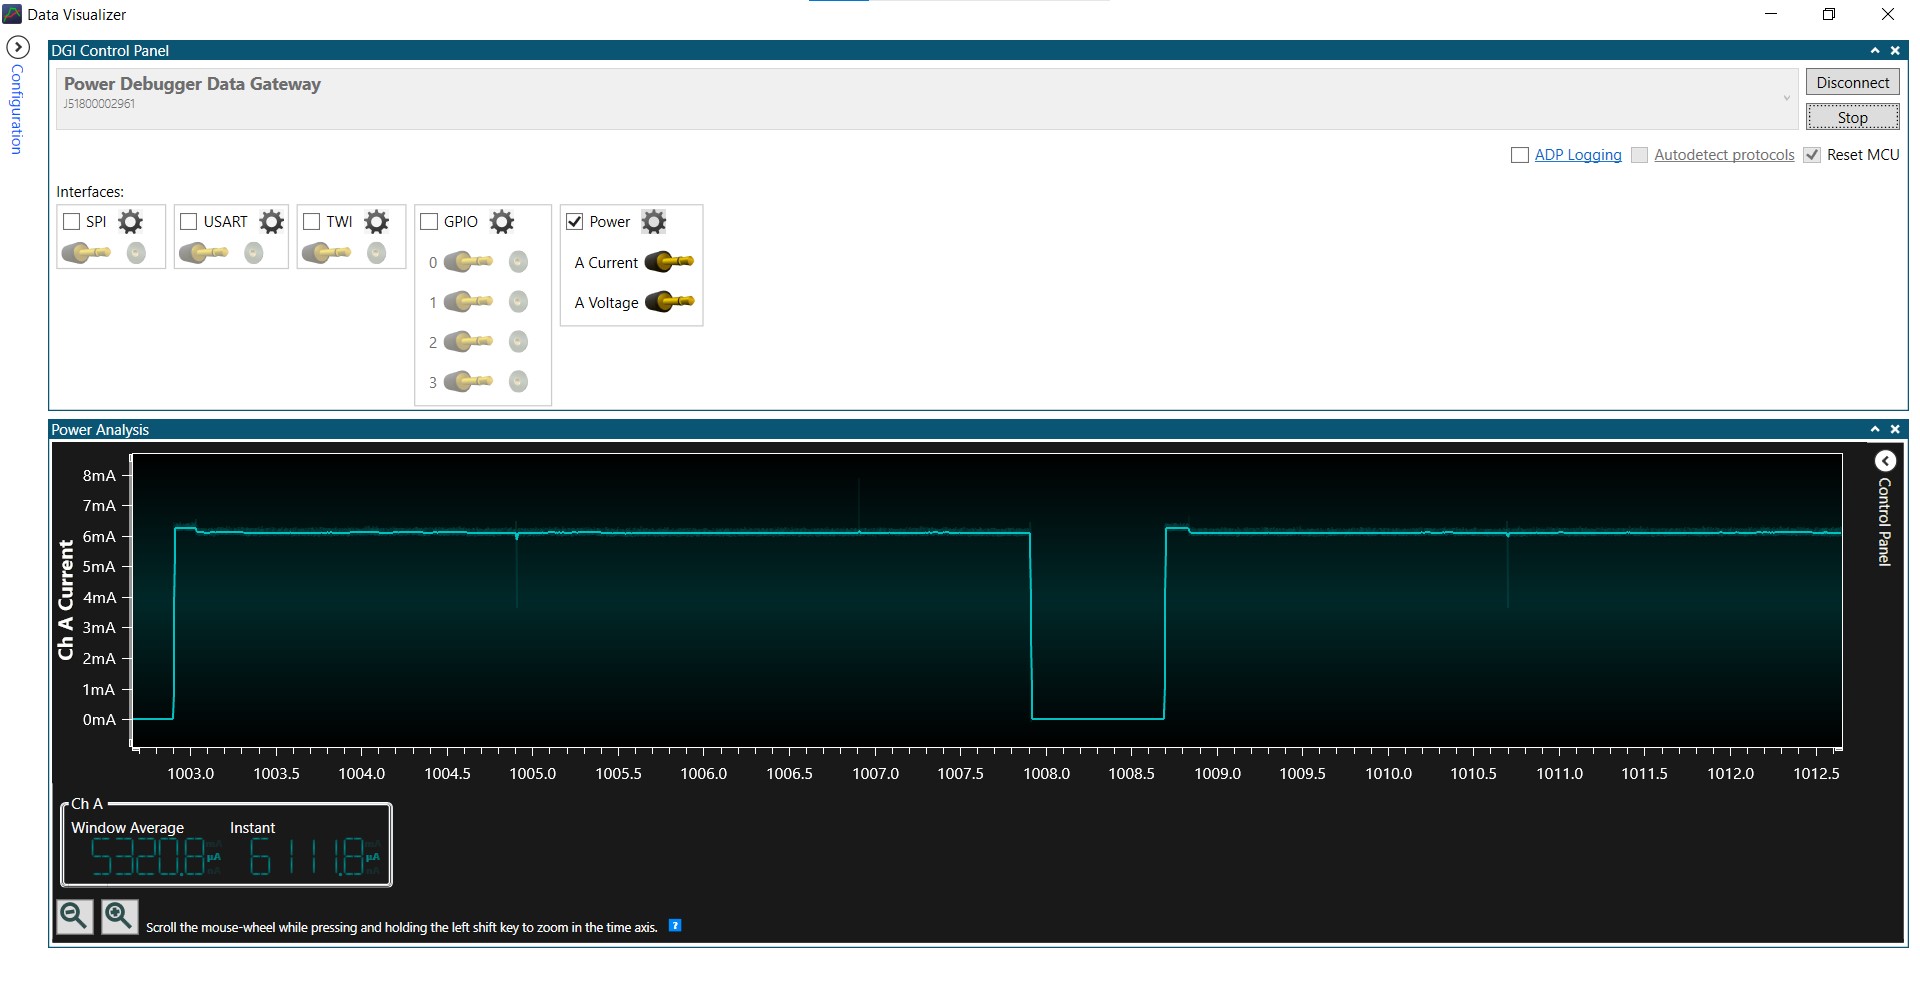 Data Visualizer
Configuration
DGI Control Panel
Power Debugger Data Gateway
J51800002961
Disconnect
Stop
ADP Logging Autodetect protocols Reset MCU
Interfaces:
SPI USART TWI GPIO Power
0 A Current
1 A Voltage
2
3
Power Analysis
Ch A Current
8mA
7mA
6mA
5mA
4mA
3mA
2mA
1mA
0mA
1003.0 1003.5 1004.0 1004.5 1005.0 1005.5 1006.0 1006.5 1007.0 1007.5 1008.0 1008.5 1009.0 1009.5 1010.0 1010.5 1011.0 1011.5 1012.0 1012.5
Control Panel
Ch A
Window Average Instant
5320.8 µA 6111.8 µA
Scroll the mouse-wheel while pressing and holding the left shift key to zoom in the time axis. ?